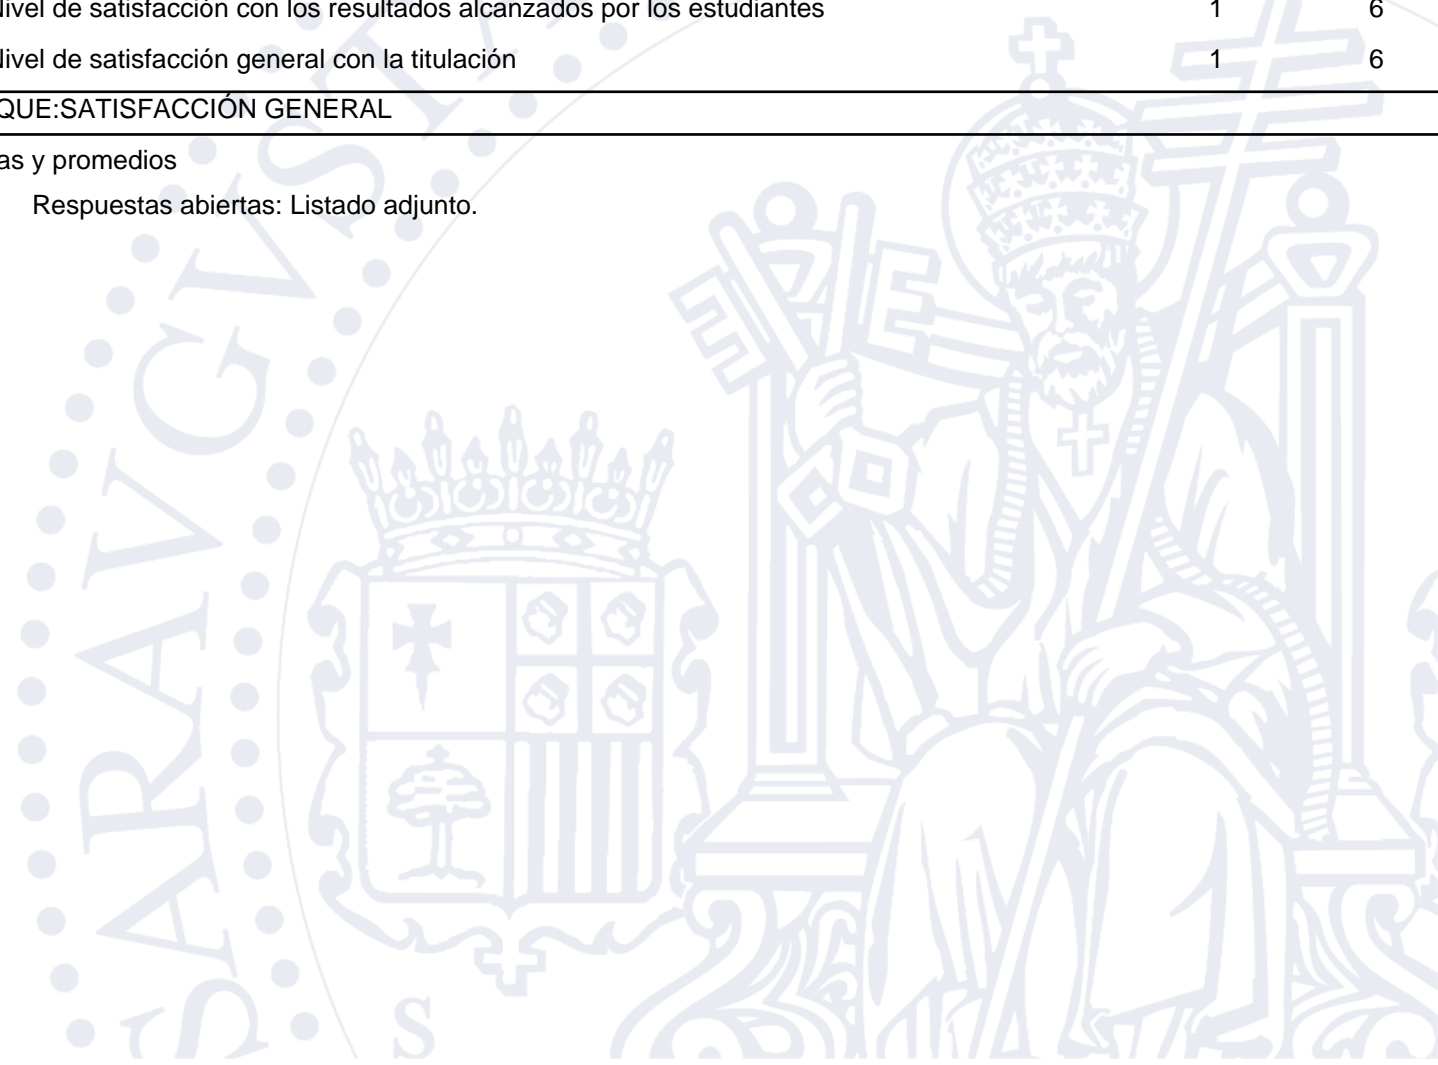 Nivel de satisfacción con los resultados alcanzados por los estudiantes 1 6
Nivel de satisfacción general con la titulación 1 6
QUE:SATISFACCIÓN GENERAL
as y promedios
Respuestas abiertas: Listado adjunto.
SARAVGVST
S